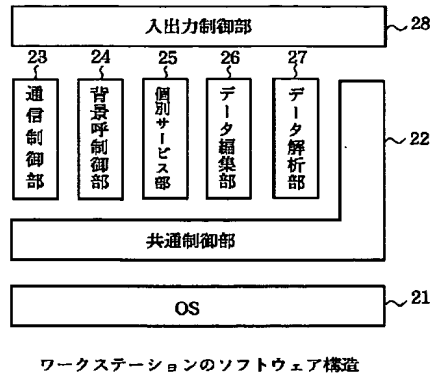 入出力制御部
28
23
24
25
26
27
通信制御部
背景呼制御部
個別サービス部
データ編集部
データ解析部
22
共通制御部
OS
21
ワークステーションのソフトウェア構造